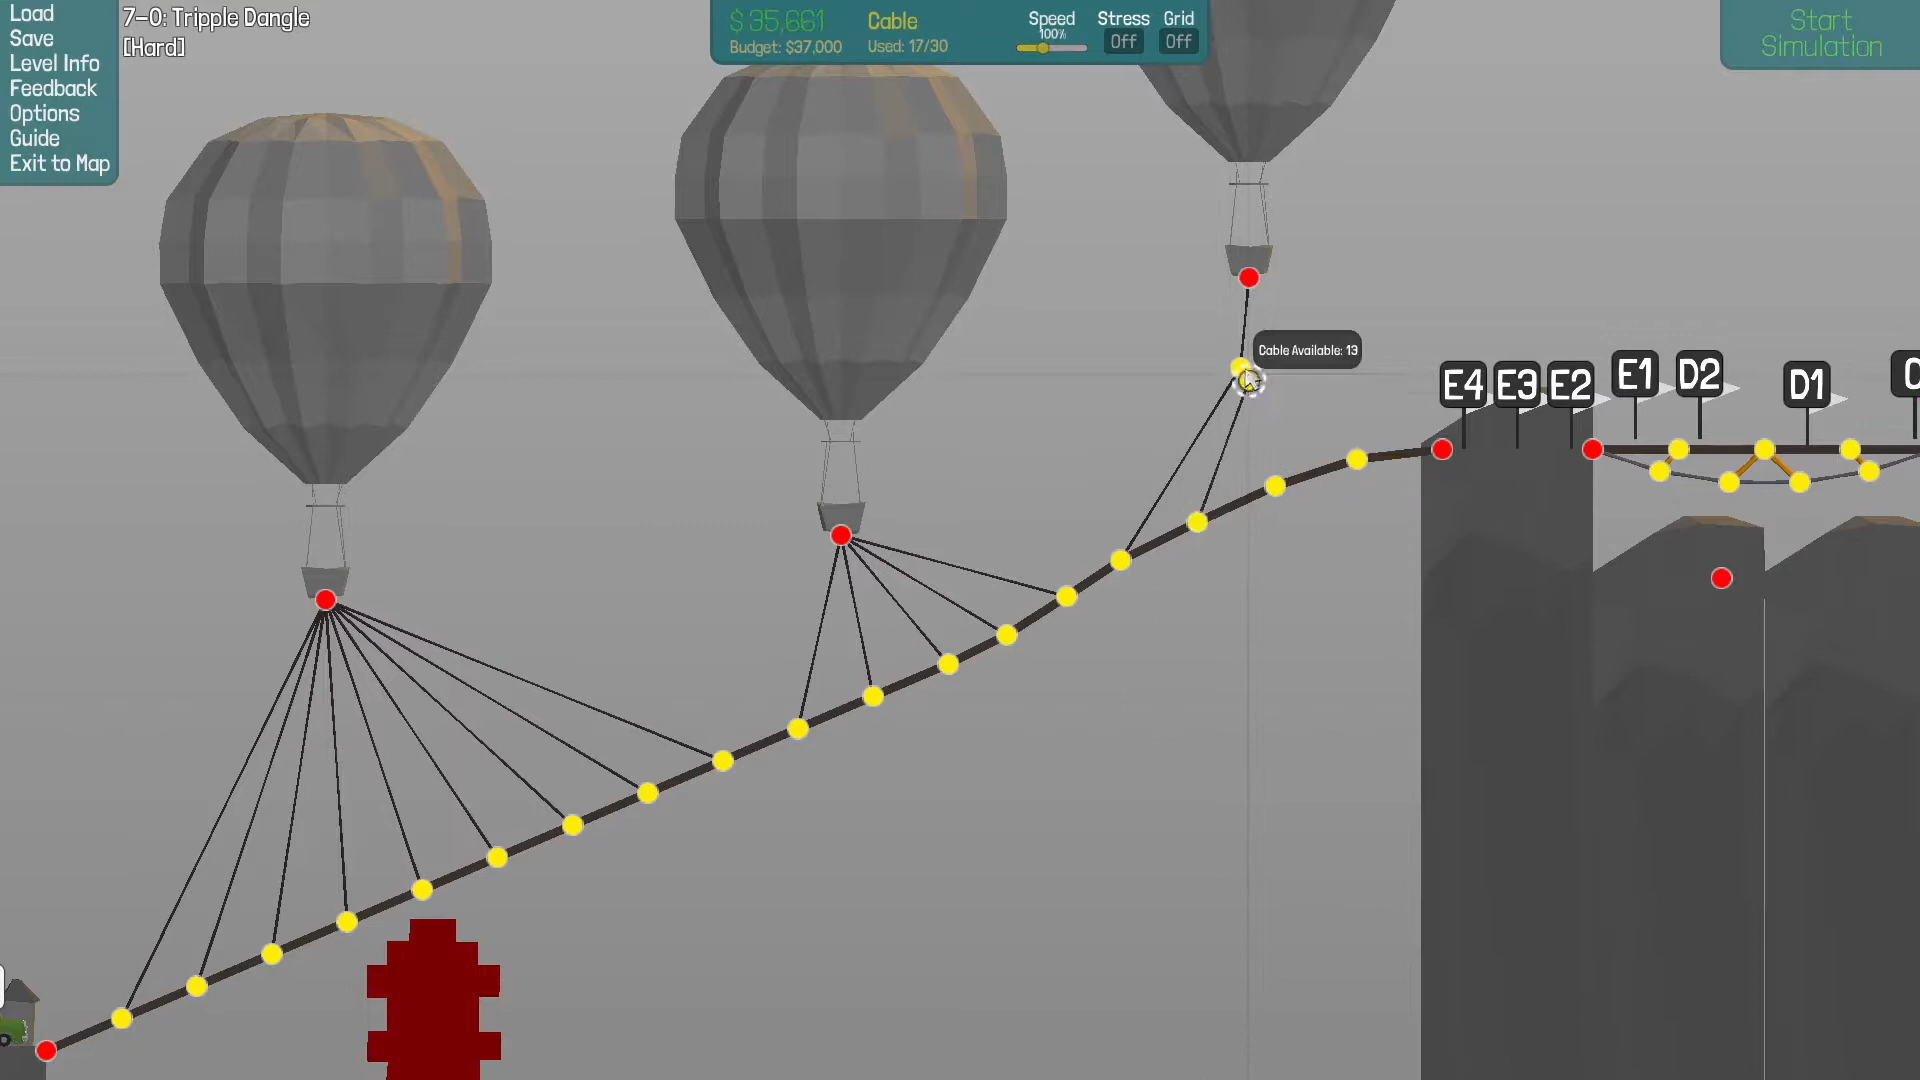 Load
Save
Level Info
Feedback
Options
Guide
Exit to Map
7-0: Tripple Dangle
[Hard]
$ 35,661
Budget: $37,000
Cable
Used: 17/30
Speed
100%
Stress
Off
Grid
Off
Start
Simulation
Cable Available: 13
E4
E3
E2
E1
D2
D1